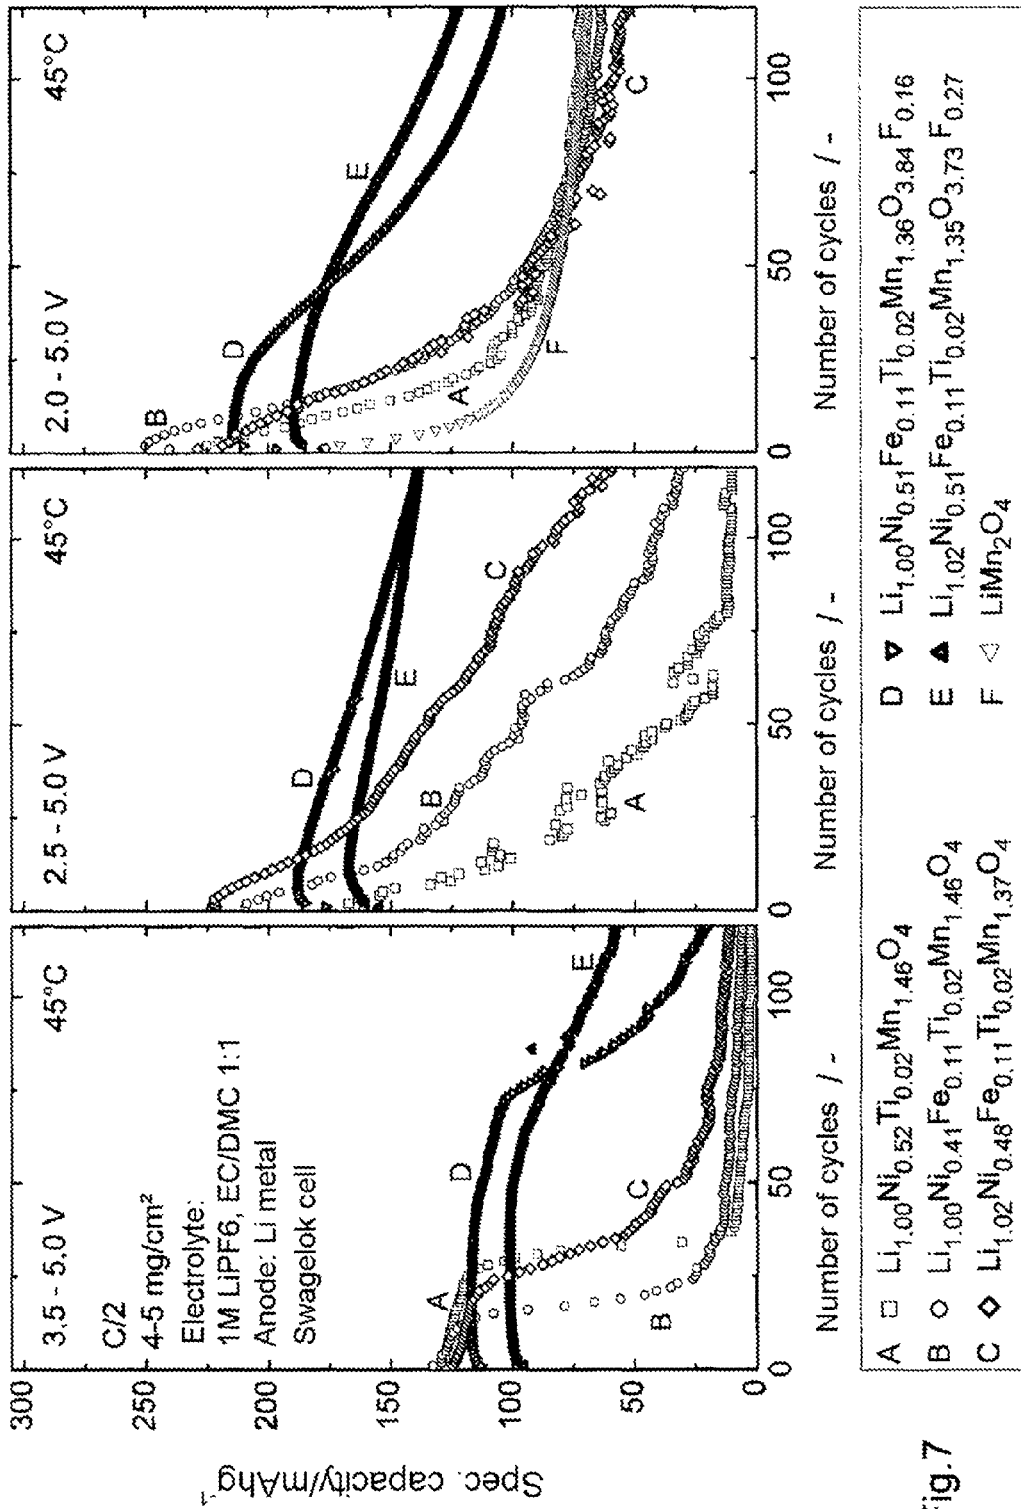 3.5 - 5.0 V
45°C
C/2
4-5 mg/cm²
Electrolyte:
1M LiPF6, EC/DMC 1:1
Anode: Li metal
Swagelok cell
A
B
C
D
E
2.5 - 5.0 V
45°C
A
B
C
D
E
2.0 - 5.0 V
45°C
A
B
C
D
E
F
Spec. capacity/mAhg⁻¹
300
250
200
150
100
50
0
0 50 100
0 50 100
0 50 100
Number of cycles / -
Number of cycles / -
Number of cycles / -
A Li1.00Ni0.52Ti0.02Mn1.46O4
B Li1.00Ni0.41Fe0.11Ti0.02Mn1.46O4
C Li1.02Ni0.48Fe0.11Ti0.02Mn1.37O4
D Li1.00Ni0.51Fe0.11Ti0.02Mn1.36O3.84F0.16
E Li1.02Ni0.51Fe0.11Ti0.02Mn1.35O3.73F0.27
F LiMn2O4
Fig.7